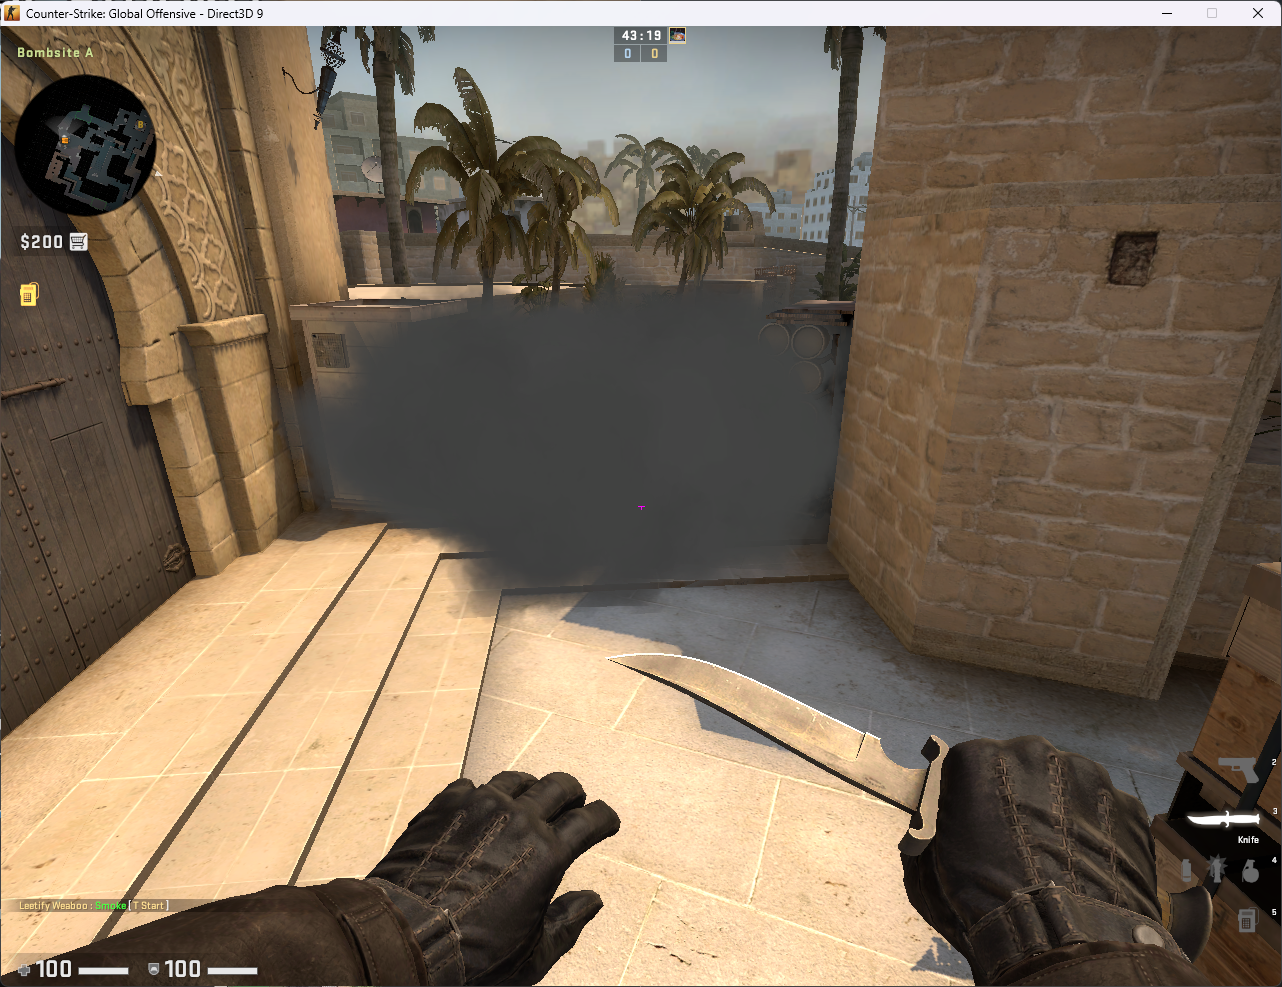 Counter-Strike: Global Offensive - Direct3D 9
43:19
0 0
Bombsite A
B
$200
2
3
Knife
4
5
Leetify Weaboo : Smoke [ T Start ]
100 100